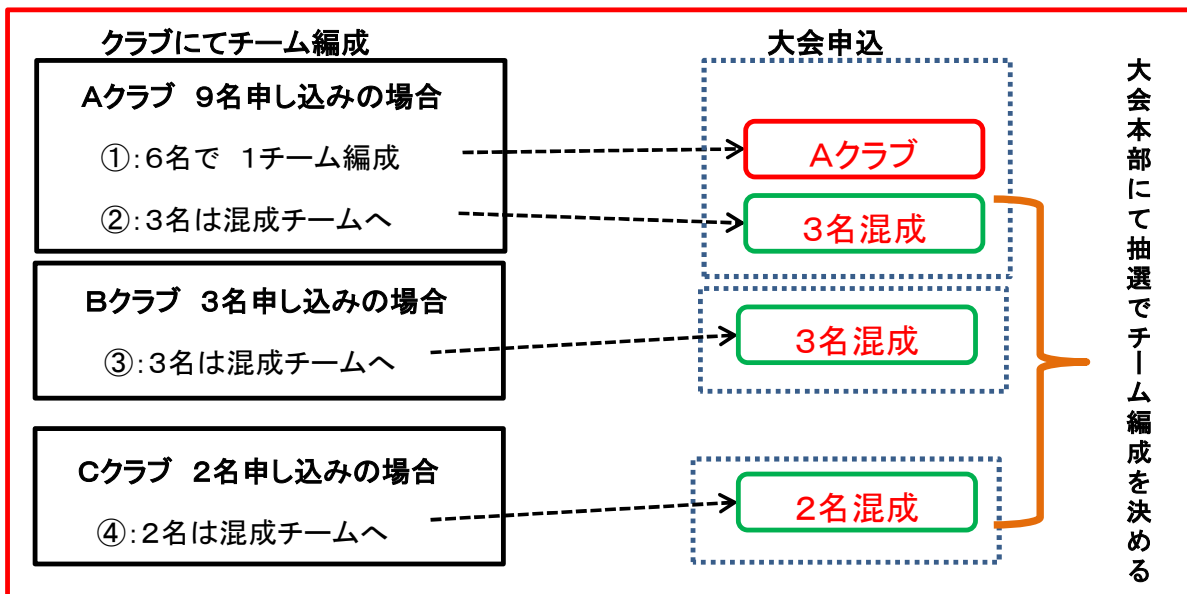 クラブにてチーム編成
Aクラブ 9名申し込みの場合
①:6名で 1チーム編成
②:3名は混成チームへ
Bクラブ 3名申し込みの場合
③:3名は混成チームへ
Cクラブ 2名申し込みの場合
④:2名は混成チームへ
大会申込
Aクラブ
3名混成
3名混成
2名混成
大会本部にて抽選でチーム編成を決める